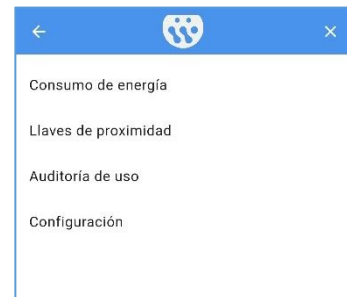 Consumo de energía
Llaves de proximidad
Auditoría de uso
Configuración